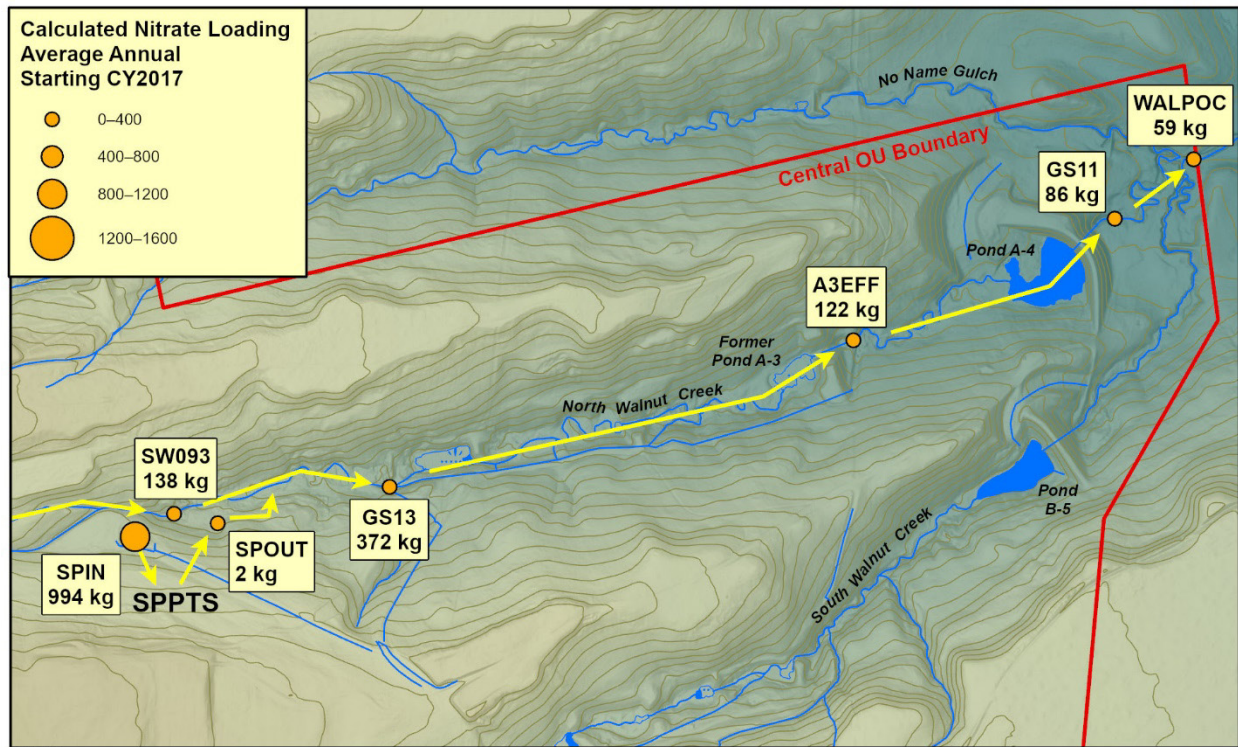 Calculated Nitrate Loading
Average Annual
Starting CY2017
0–400
400–800
800–1200
1200–1600
No Name Gulch
WALPOC
59 kg
Central OU Boundary
GS11
86 kg
Pond A-4
A3EFF
122 kg
Former
Pond A-3
North Walnut Creek
SW093
138 kg
GS13
372 kg
SPOUT
2 kg
SPIN
994 kg
SPPTS
Pond
B-5
South Walnut Creek